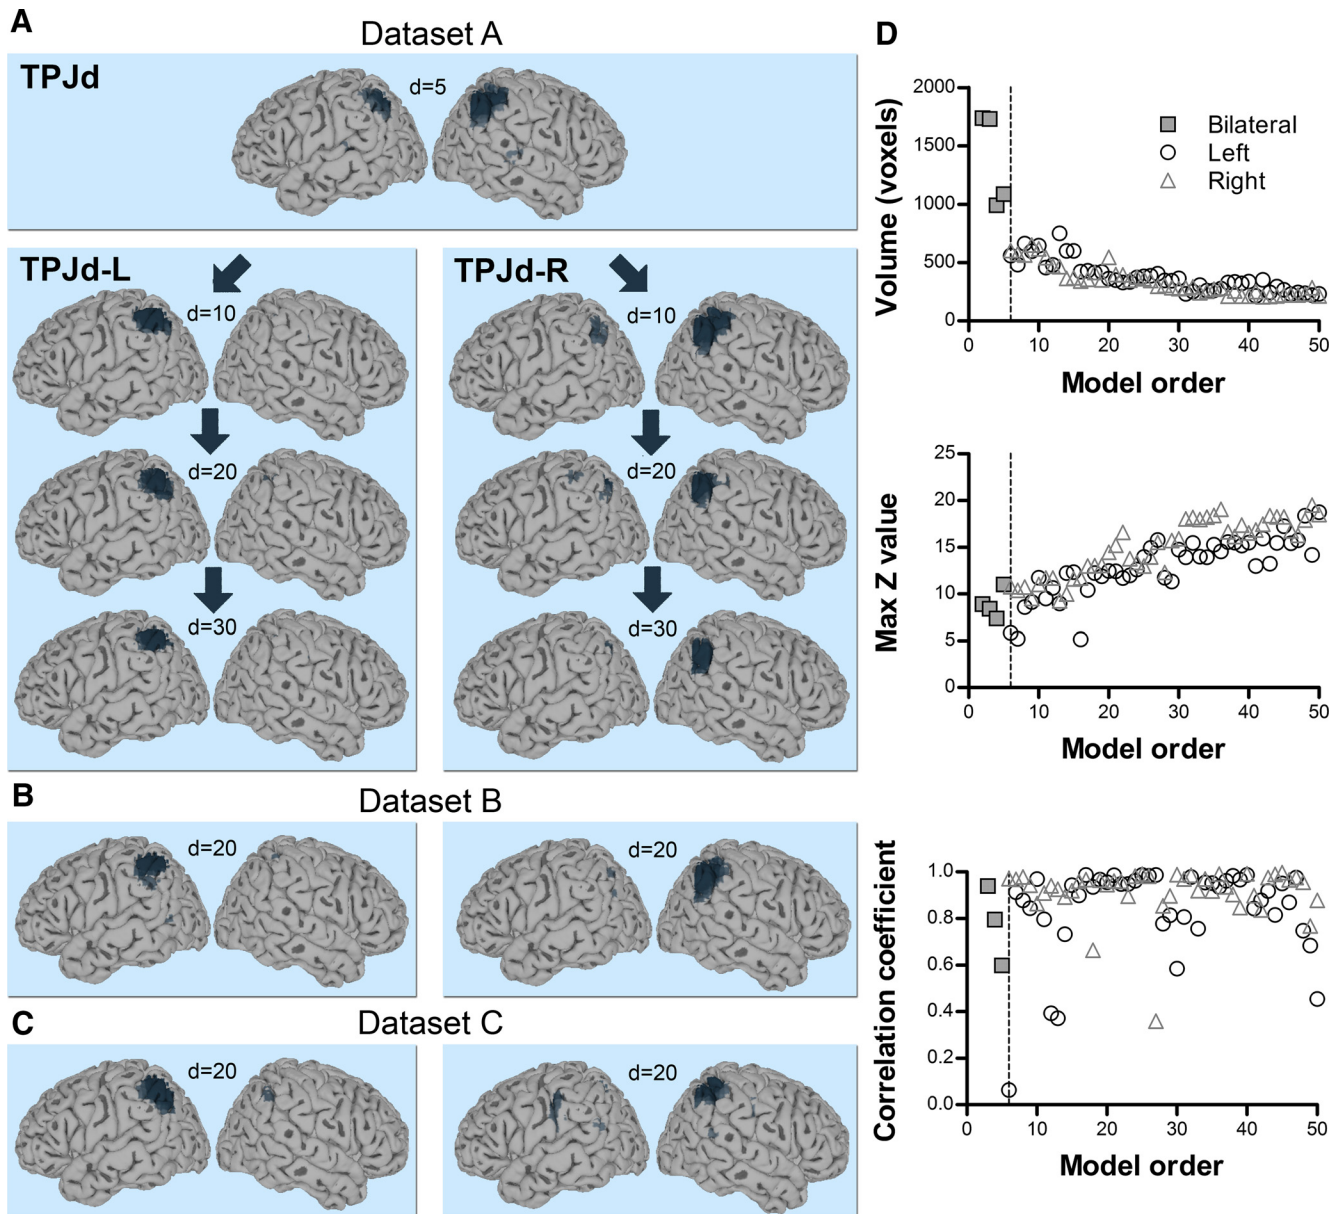 A
Dataset A
TPJd
d=5
TPJd-L
d=10
d=20
d=30
TPJd-R
d=10
d=20
d=30
B
Dataset B
d=20
d=20
C
Dataset C
d=20
d=20
D
Volume (voxels)
2000
1500
1000
500
0
Bilateral
Left
Right
0 10 20 30 40 50
Model order
Max Z value
25
20
15
10
5
0
0 10 20 30 40 50
Model order
Correlation coefficient
1.0
0.8
0.6
0.4
0.2
0.0
0 10 20 30 40 50
Model order